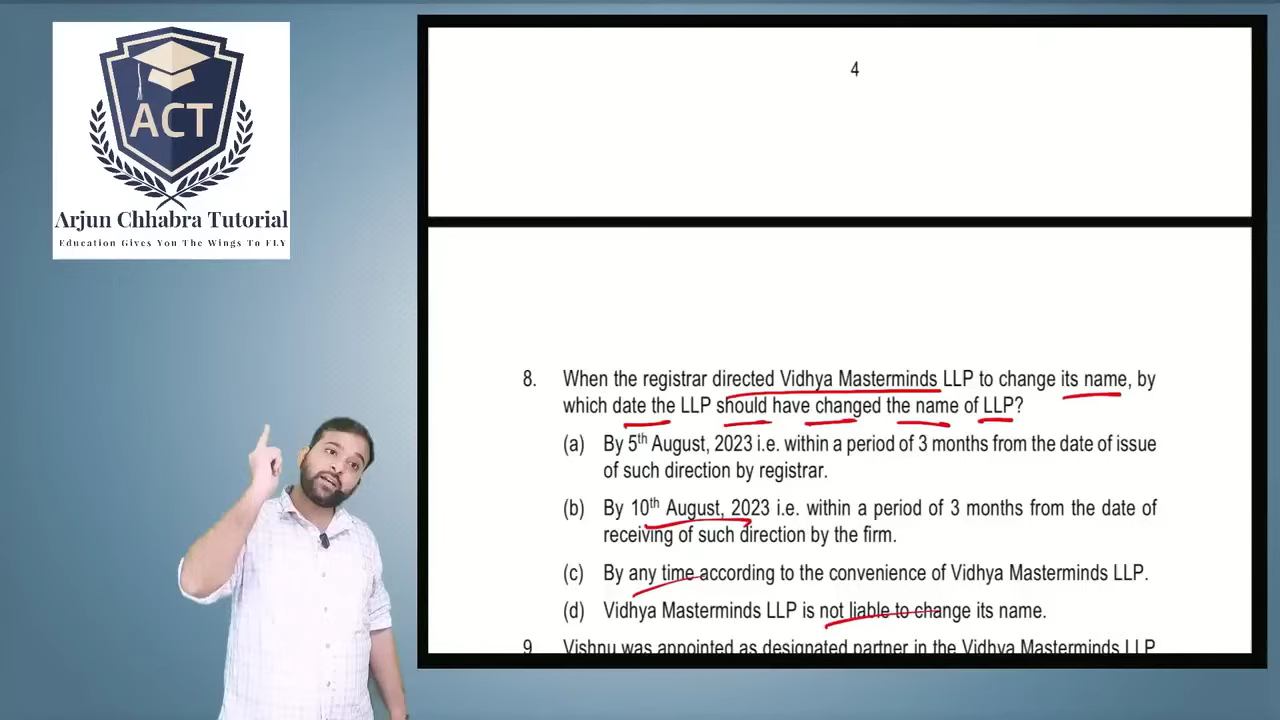 ACT
Arjun Chhabra Tutorial
Education Gives You The Wings To FLY
4
8. When the registrar directed Vidhya Masterminds LLP to change its name, by
which date the LLP should have changed the name of LLP?
(a) By 5th August, 2023 i.e. within a period of 3 months from the date of issue
of such direction by registrar.
(b) By 10th August, 2023 i.e. within a period of 3 months from the date of
receiving of such direction by the firm.
(c) By any time according to the convenience of Vidhya Masterminds LLP.
(d) Vidhya Masterminds LLP is not liable to change its name.
9 Vishnu was appointed as designated partner in the Vidhya Masterminds LLP